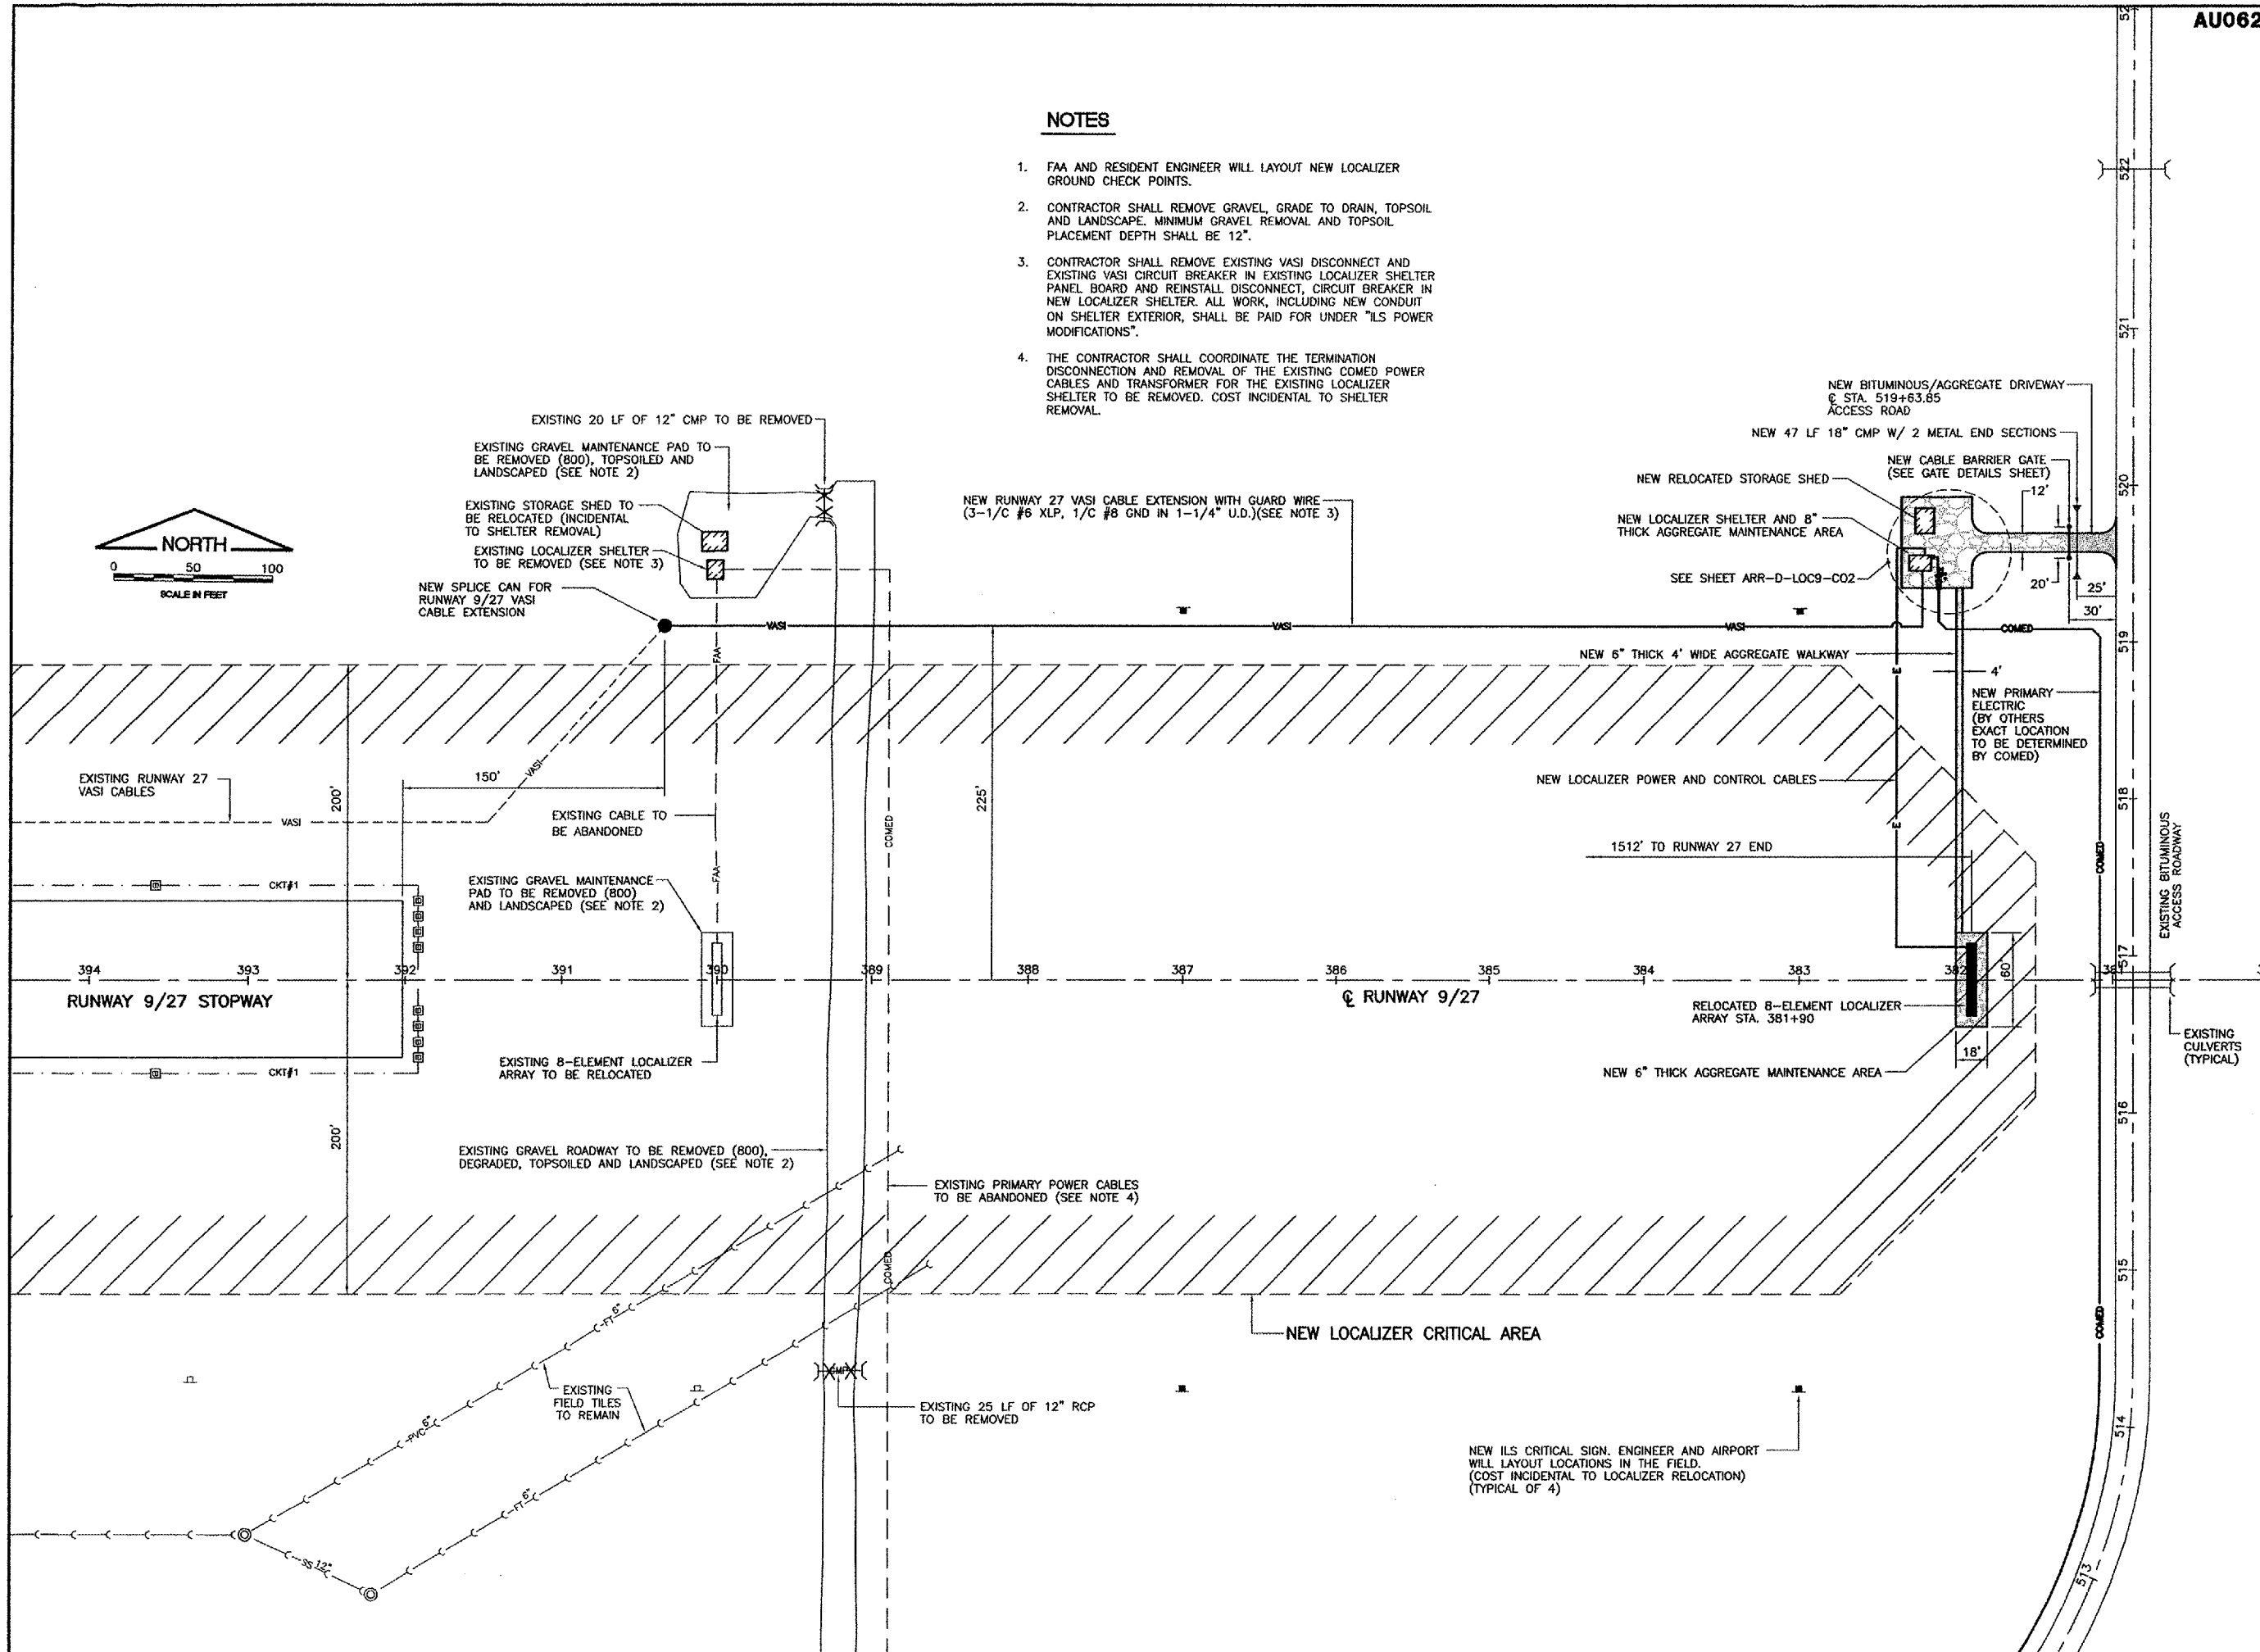 AU062
NOTES
1. FAA AND RESIDENT ENGINEER WILL LAYOUT NEW LOCALIZER
GROUND CHECK POINTS.
2. CONTRACTOR SHALL REMOVE GRAVEL, GRADE TO DRAIN, TOPSOIL
AND LANDSCAPE. MINIMUM GRAVEL REMOVAL AND TOPSOIL
PLACEMENT DEPTH SHALL BE 12".
3. CONTRACTOR SHALL REMOVE EXISTING VASI DISCONNECT AND
EXISTING VASI CIRCUIT BREAKER IN EXISTING LOCALIZER SHELTER
PANEL BOARD AND REINSTALL DISCONNECT, CIRCUIT BREAKER IN
NEW LOCALIZER SHELTER. ALL WORK, INCLUDING NEW CONDUIT
ON SHELTER EXTERIOR, SHALL BE PAID FOR UNDER "ILS POWER
MODIFICATIONS".
4. THE CONTRACTOR SHALL COORDINATE THE TERMINATION
DISCONNECTION AND REMOVAL OF THE EXISTING COMED POWER
CABLES AND TRANSFORMER FOR THE EXISTING LOCALIZER
SHELTER TO BE REMOVED. COST INCIDENTAL TO SHELTER
REMOVAL.
NORTH
0 50 100
SCALE IN FEET
EXISTING 20 LF OF 12" CMP TO BE REMOVED
EXISTING GRAVEL MAINTENANCE PAD TO
BE REMOVED (800), TOPSOILED AND
LANDSCAPED (SEE NOTE 2)
EXISTING STORAGE SHED TO
BE RELOCATED (INCIDENTAL
TO SHELTER REMOVAL)
EXISTING LOCALIZER SHELTER
TO BE REMOVED (SEE NOTE 3)
NEW SPLICE CAN FOR
RUNWAY 9/27 VASI
CABLE EXTENSION
NEW RUNWAY 27 VASI CABLE EXTENSION WITH GUARD WIRE
(3-1/C #6 XLP, 1/C #8 GND IN 1-1/4" U.D.)(SEE NOTE 3)
NEW BITUMINOUS/AGGREGATE DRIVEWAY
℄ STA. 519+63.85
ACCESS ROAD
NEW 47 LF 18" CMP W/ 2 METAL END SECTIONS
NEW CABLE BARRIER GATE
(SEE GATE DETAILS SHEET)
NEW RELOCATED STORAGE SHED
12'
NEW LOCALIZER SHELTER AND 8"
THICK AGGREGATE MAINTENANCE AREA
SEE SHEET ARR-D-LOC9-CO2
20'
25'
30'
VASI
VASI
VASI
COMED
NEW 6" THICK 4' WIDE AGGREGATE WALKWAY
4'
NEW PRIMARY
ELECTRIC
(BY OTHERS
EXACT LOCATION
TO BE DETERMINED
BY COMED)
E
FAA
EXISTING RUNWAY 27
VASI CABLES
VASI
VASI
150'
200'
225'
EXISTING CABLE TO
BE ABANDONED
COMED
NEW LOCALIZER POWER AND CONTROL CABLES
E
1512' TO RUNWAY 27 END
COMED
EXISTING BITUMINOUS
ACCESS ROADWAY
CKT#1
FAA
EXISTING GRAVEL MAINTENANCE
PAD TO BE REMOVED (800)
AND LANDSCAPED (SEE NOTE 2)
394 393 392 391 390 389 388 387 386 385 384 383 382
RUNWAY 9/27 STOPWAY
℄ RUNWAY 9/27
60'
RELOCATED 8-ELEMENT LOCALIZER
ARRAY STA. 381+90
18'
EXISTING
CULVERTS
(TYPICAL)
EXISTING 8-ELEMENT LOCALIZER
ARRAY TO BE RELOCATED
CKT#1
NEW 6" THICK AGGREGATE MAINTENANCE AREA
200'
EXISTING GRAVEL ROADWAY TO BE REMOVED (800),
DEGRADED, TOPSOILED AND LANDSCAPED (SEE NOTE 2)
EXISTING PRIMARY POWER CABLES
TO BE ABANDONED (SEE NOTE 4)
COMED
COMED
FT 6"
NEW LOCALIZER CRITICAL AREA
CMP
EXISTING
FIELD TILES
TO REMAIN
EXISTING 25 LF OF 12" RCP
TO BE REMOVED
PVC 6"
FT 6"
SS 12"
NEW ILS CRITICAL SIGN. ENGINEER AND AIRPORT
WILL LAYOUT LOCATIONS IN THE FIELD.
(COST INCIDENTAL TO LOCALIZER RELOCATION)
(TYPICAL OF 4)
522
521
520
519
518
517
516
515
514
513